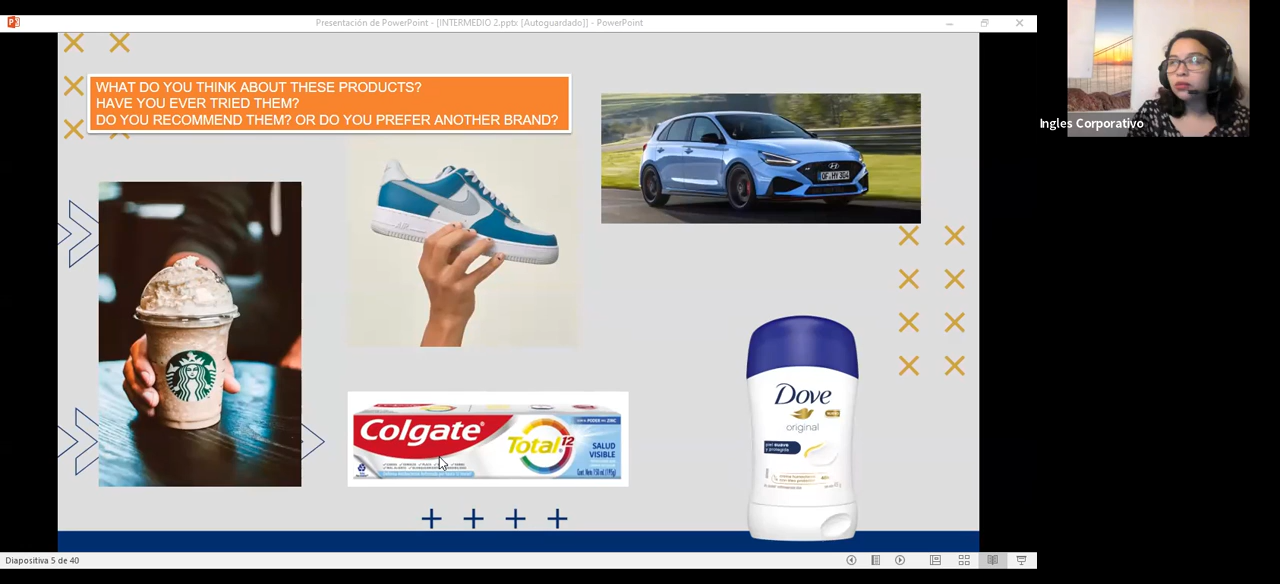 Presentación de PowerPoint - [INTERMEDIO 2.pptx [Autoguardado]] - PowerPoint
WHAT DO YOU THINK ABOUT THESE PRODUCTS?
HAVE YOU EVER TRIED THEM?
DO YOU RECOMMEND THEM? OR DO YOU PREFER ANOTHER BRAND?
Ingles Corporativo
Colgate
Total 12
SALUD
VISIBLE
Dove
original
Diapositiva 5 de 40